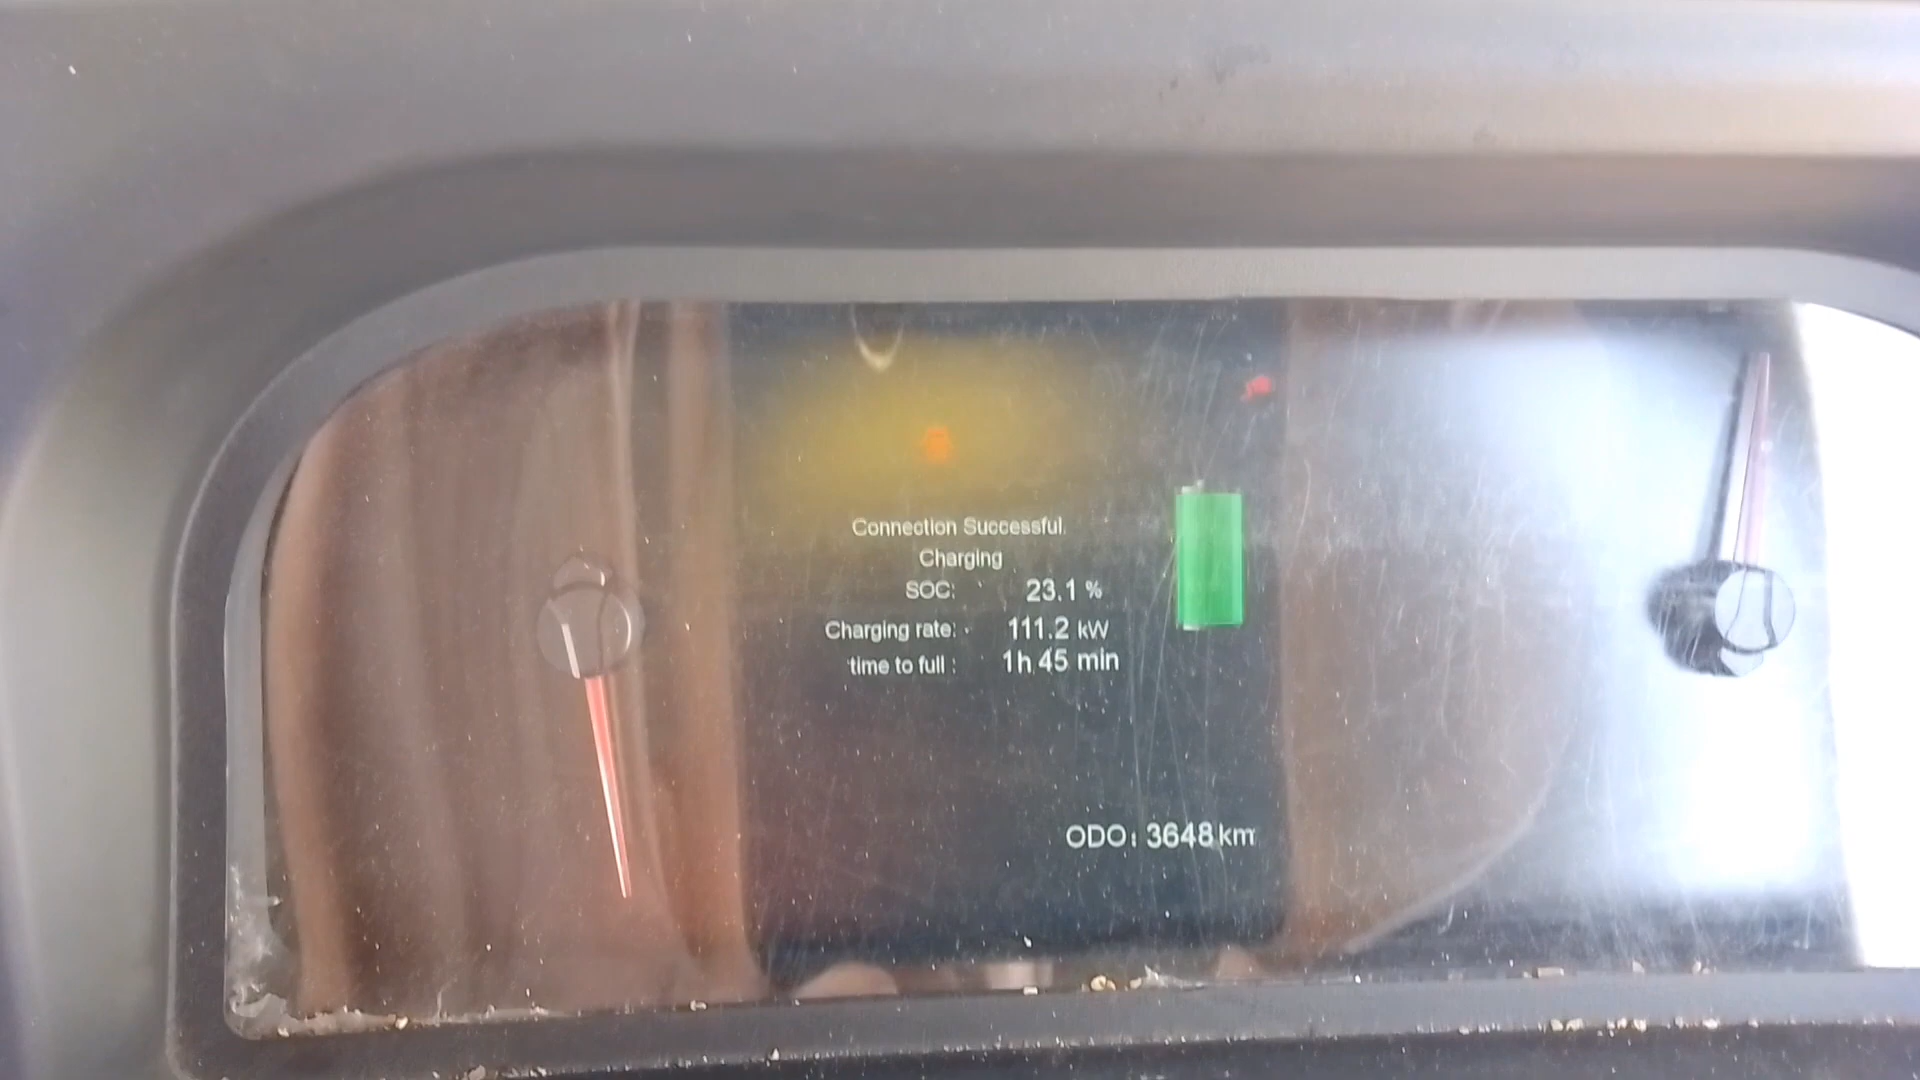 Connection Successful.
Charging
SOC: 23.1 %
Charging rate: 111.2 kW
time to full : 1h 45 min
ODO: 3648 km